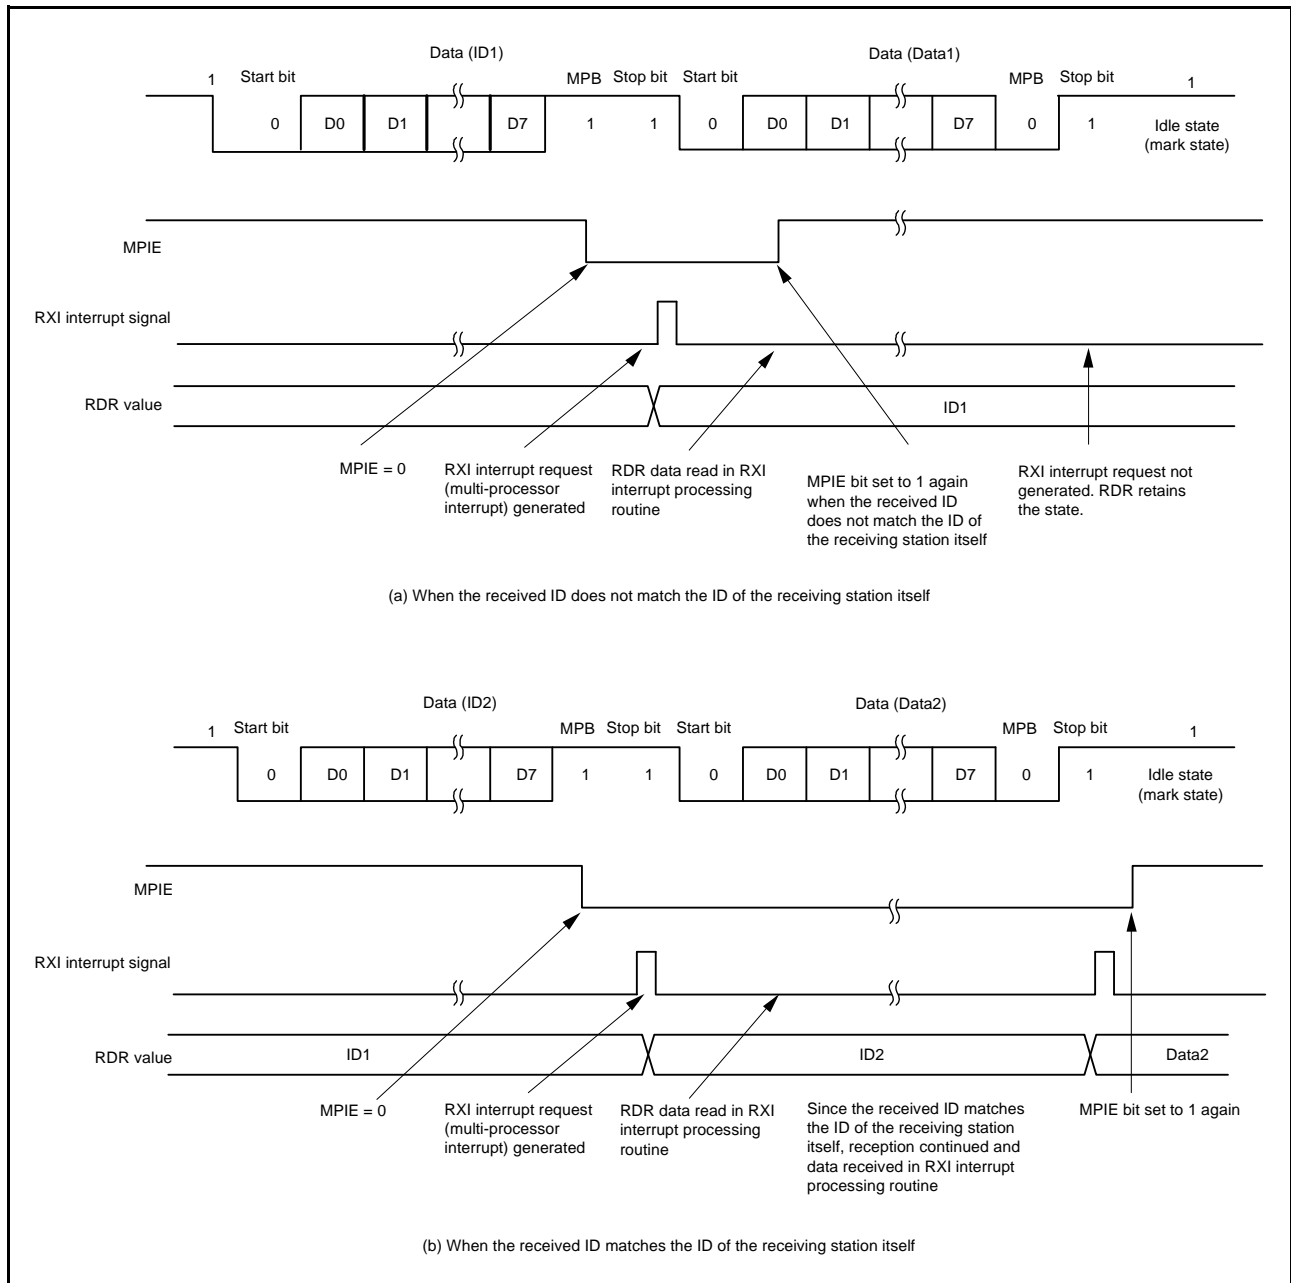 Data (ID1) Data (Data1)
1 Start bit MPB Stop bit Start bit MPB Stop bit 1
0 D0 D1 D7 1 1 0 D0 D1 D7 0 1 Idle state
(mark state)
MPIE
RXI interrupt signal
RDR value ID1
MPIE = 0
RXI interrupt request
(multi-processor
interrupt) generated
RDR data read in RXI
interrupt processing
routine
MPIE bit set to 1 again
when the received ID
does not match the ID of
the receiving station itself
RXI interrupt request not
generated. RDR retains
the state.
(a) When the received ID does not match the ID of the receiving station itself
Data (ID2) Data (Data2)
1 Start bit MPB Stop bit Start bit MPB Stop bit 1
0 D0 D1 D7 1 1 0 D0 D1 D7 0 1 Idle state
(mark state)
MPIE
RXI interrupt signal
RDR value ID1 ID2 Data2
MPIE = 0
RXI interrupt request
(multi-processor
interrupt) generated
RDR data read in RXI
interrupt processing
routine
Since the received ID matches
the ID of the receiving station
itself, reception continued and
data received in RXI interrupt
processing routine
MPIE bit set to 1 again
(b) When the received ID matches the ID of the receiving station itself